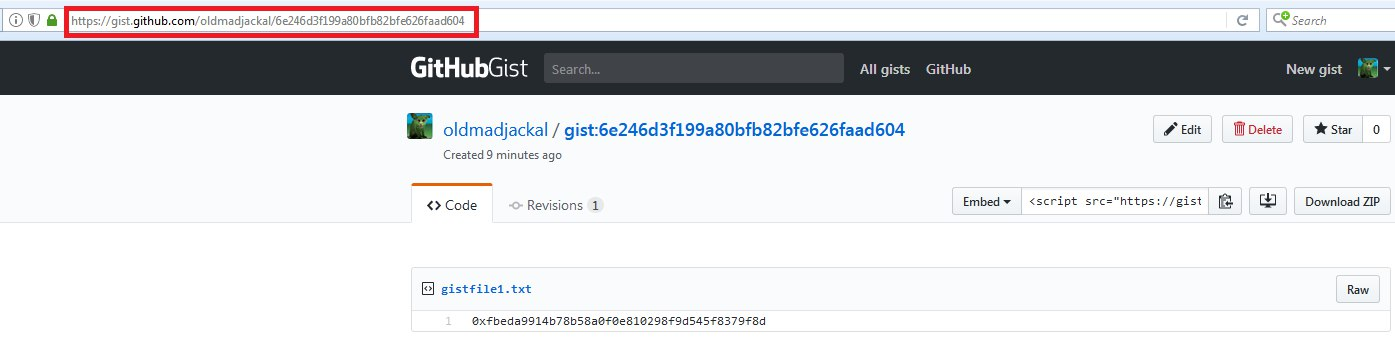 https://gist.github.com/oldmadjackal/6e246d3f199a80bfb82bfe626faad604 Search
GitHubGist Search... All gists GitHub New gist
oldmadjackal / gist:6e246d3f199a80bfb82bfe626faad604 Edit Delete Star 0
Created 9 minutes ago
Code Revisions 1 Embed <script src="https://gist Download ZIP
gistfile1.txt Raw
1 0xfbeda9914b78b58a0f0e810298f9d545f8379f8d